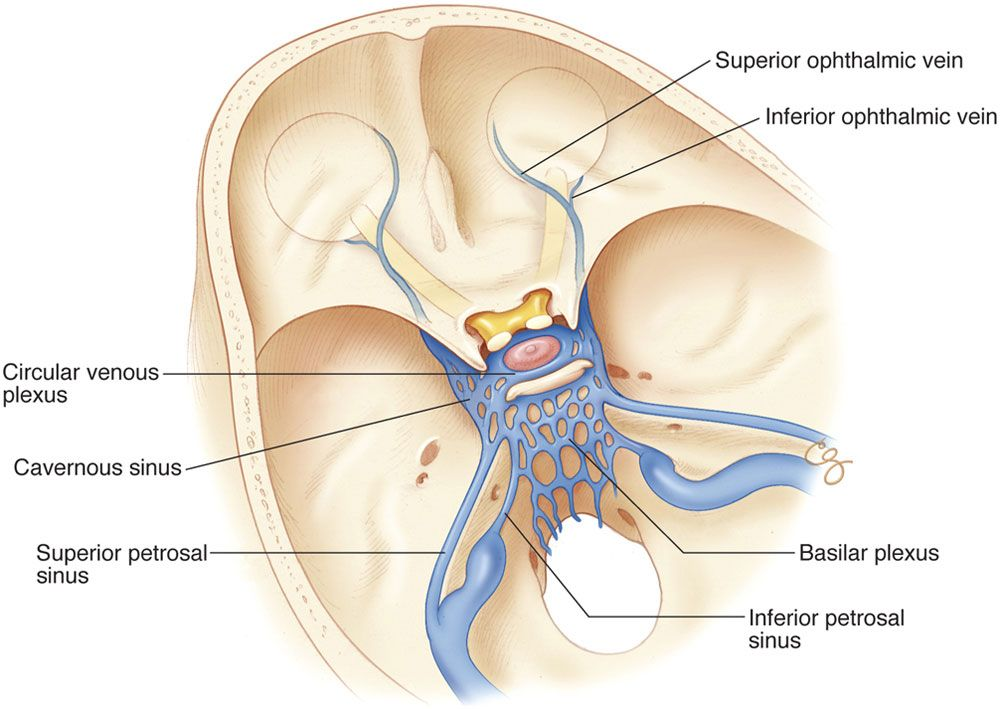 Superior ophthalmic vein
Inferior ophthalmic vein
Circular venous
plexus
Cavernous sinus
Superior petrosal
sinus
Basilar plexus
Inferior petrosal
sinus